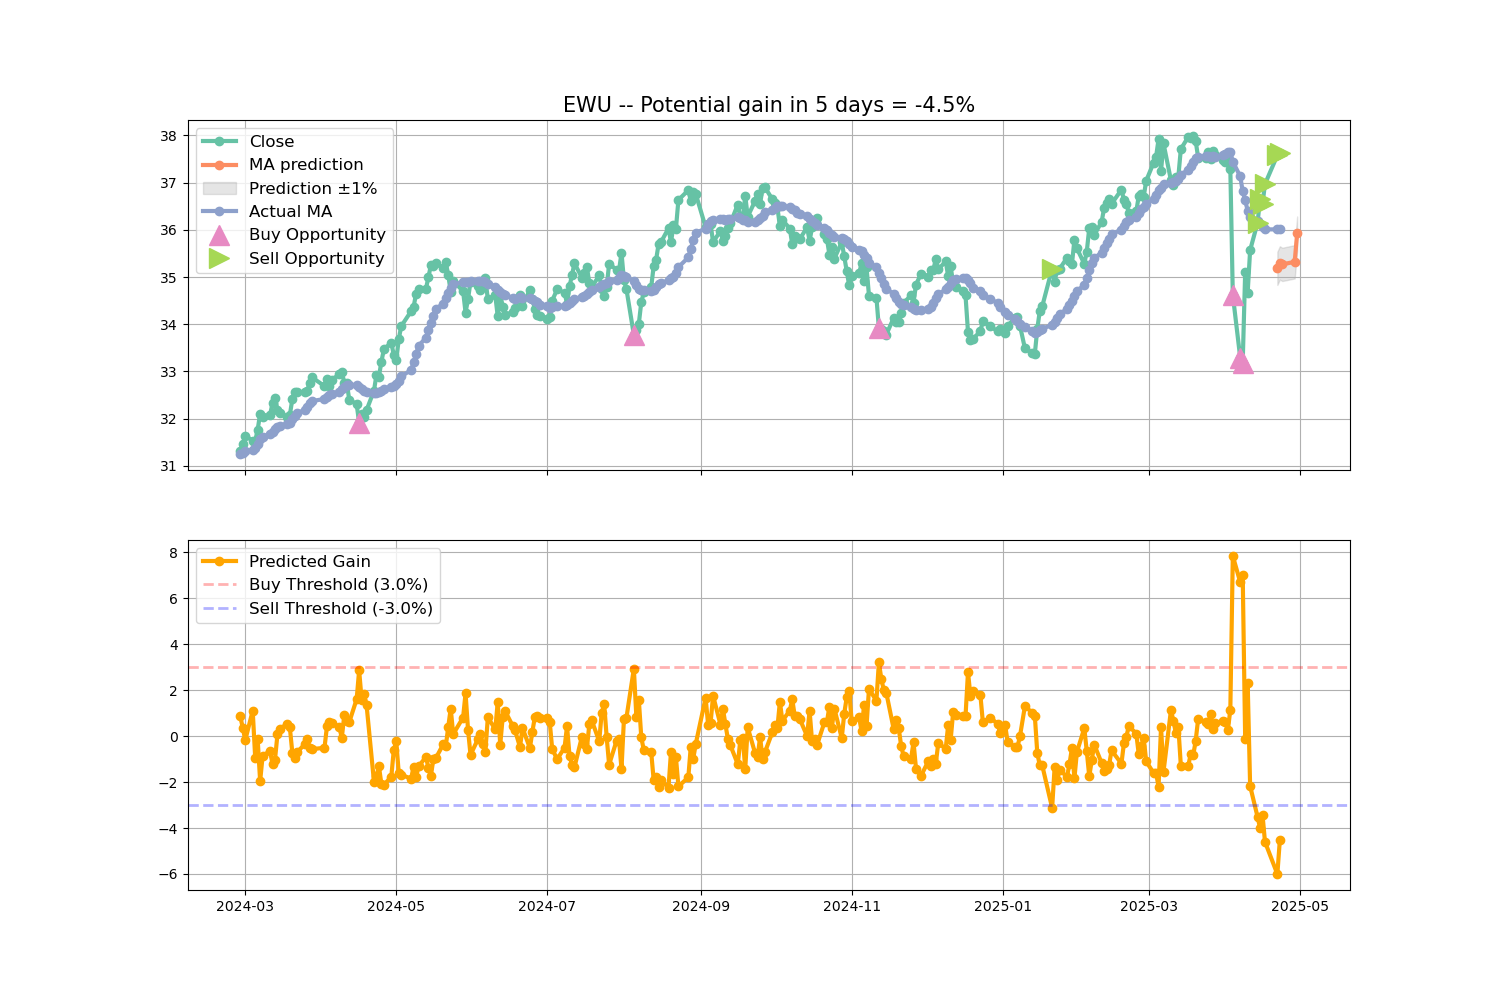 EWU -- Potential gain in 5 days = -4.5%
38
37
36
35
34
33
32
31
Close
MA prediction
Prediction ±1%
Actual MA
Buy Opportunity
Sell Opportunity
8
6
4
2
0
−2
−4
−6
Predicted Gain
Buy Threshold (3.0%)
Sell Threshold (-3.0%)
2024-03
2024-05
2024-07
2024-09
2024-11
2025-01
2025-03
2025-05